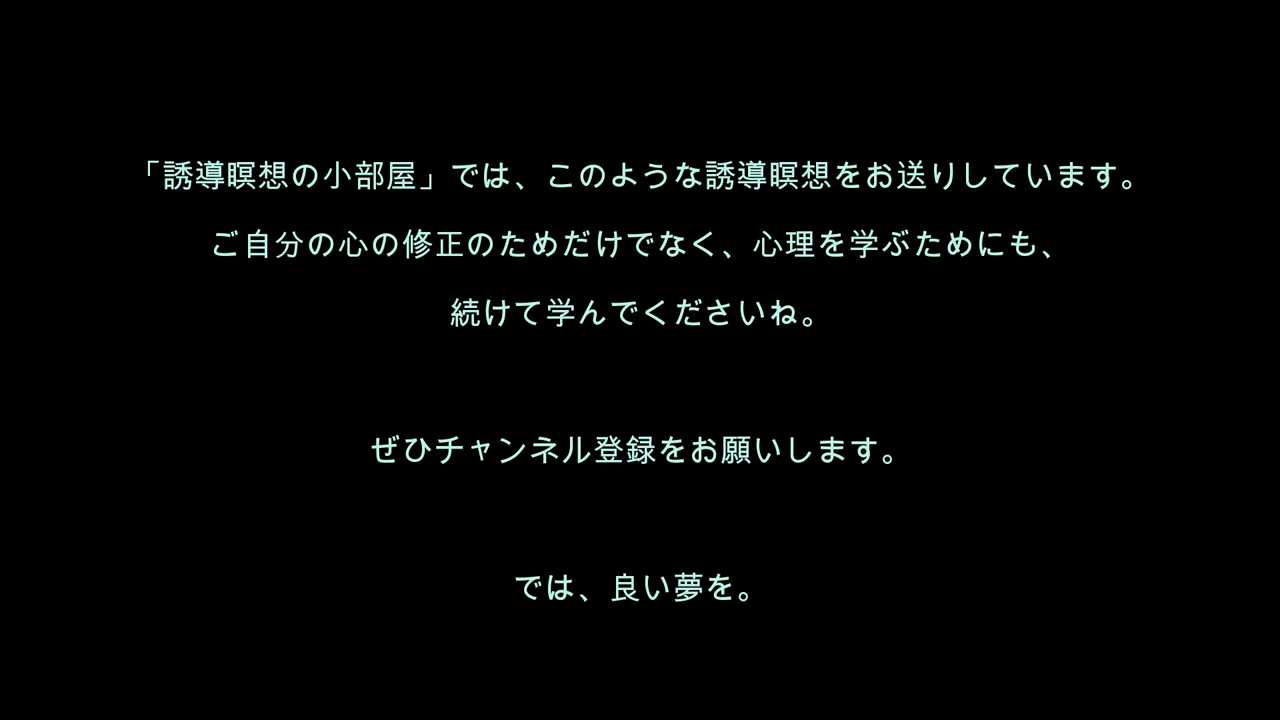 「誘導瞑想の小部屋」では、このような誘導瞑想をお送りしています。
ご自分の心の修正のためだけでなく、心理を学ぶためにも、
続けて学んでくださいね。
ぜひチャンネル登録をお願いします。
では、良い夢を。